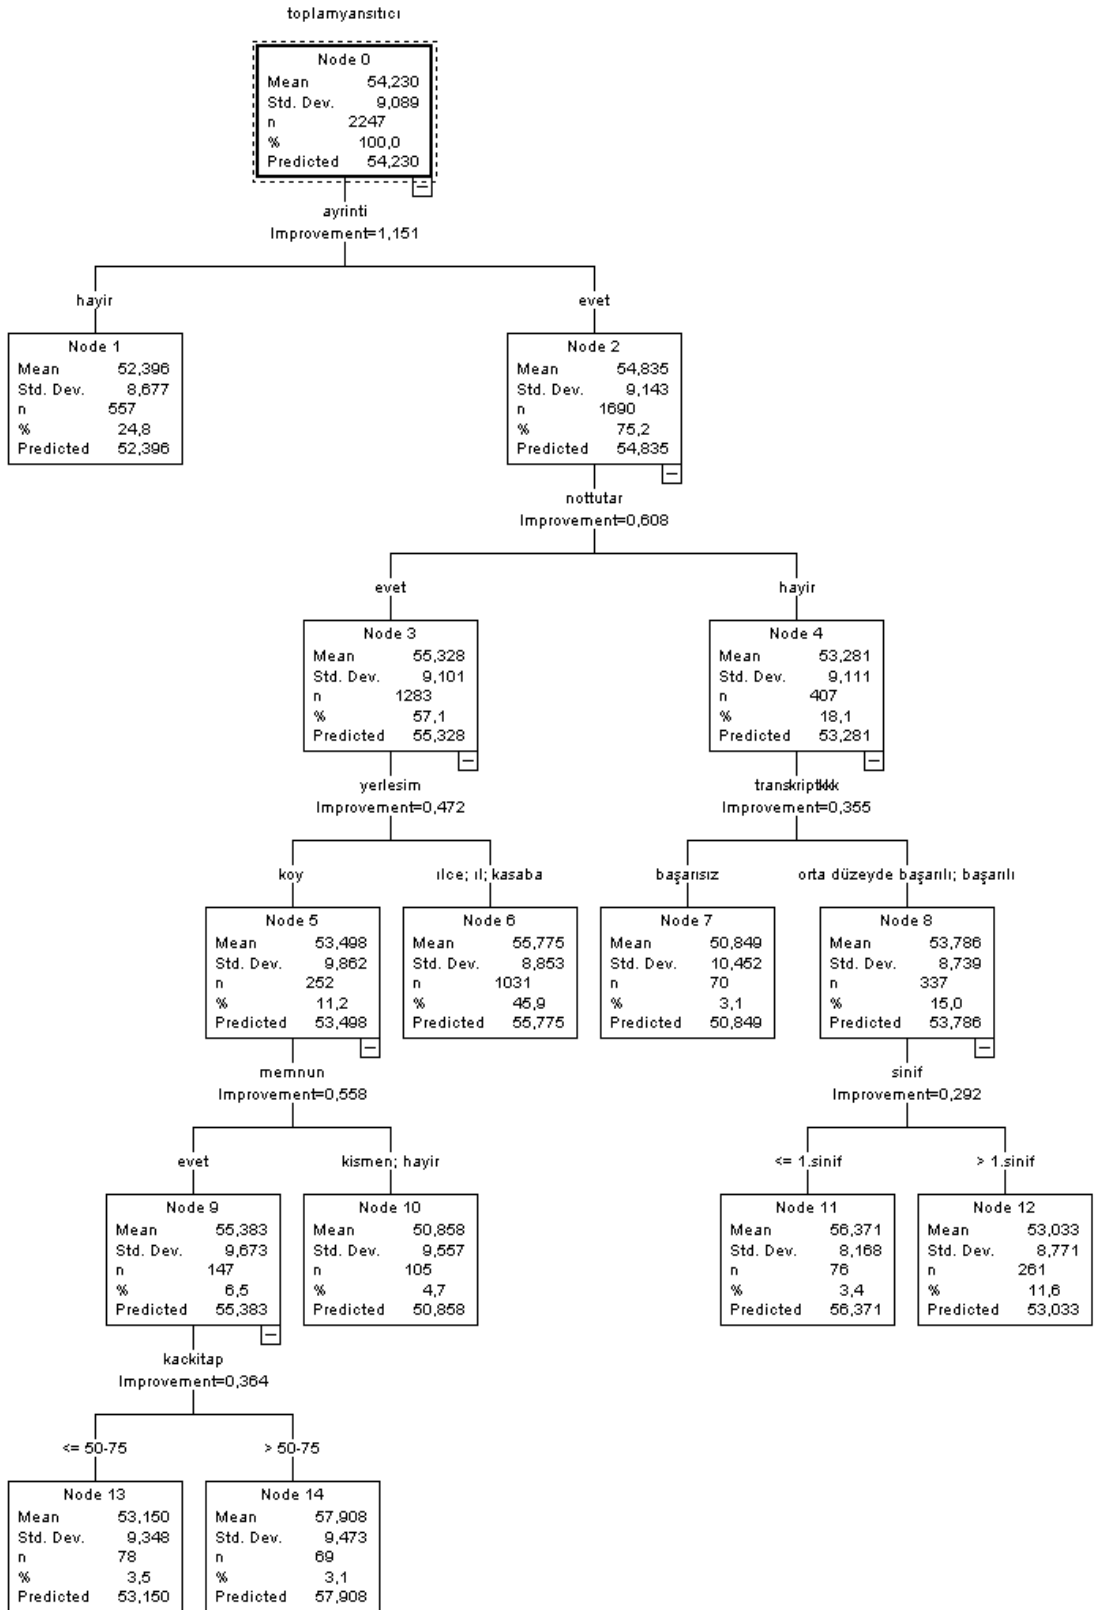 toplamyansıtıcı
Node 0
Mean 54,230
Std. Dev. 9,089
n 2247
% 100,0
Predicted 54,230
ayrinti
Improvement=1,151
hayir
evet
Node 1
Mean 52,396
Std. Dev. 8,677
n 557
% 24,8
Predicted 52,396
Node 2
Mean 54,835
Std. Dev. 9,143
n 1690
% 75,2
Predicted 54,835
nottutar
Improvement=0,608
evet
hayir
Node 3
Mean 55,328
Std. Dev. 9,101
n 1283
% 57,1
Predicted 55,328
Node 4
Mean 53,281
Std. Dev. 9,111
n 407
% 18,1
Predicted 53,281
yerlesim
Improvement=0,472
transkriptkkk
Improvement=0,355
koy
ılce; ıl; kasaba
başarısız
orta düzeyde başarılı; başarılı
Node 5
Mean 53,498
Std. Dev. 9,862
n 252
% 11,2
Predicted 53,498
Node 6
Mean 55,775
Std. Dev. 8,853
n 1031
% 45,9
Predicted 55,775
Node 7
Mean 50,849
Std. Dev. 10,452
n 70
% 3,1
Predicted 50,849
Node 8
Mean 53,786
Std. Dev. 8,739
n 337
% 15,0
Predicted 53,786
memnun
Improvement=0,558
sinif
Improvement=0,292
evet
kismen; hayir
<= 1.sinif
> 1.sinif
Node 9
Mean 55,383
Std. Dev. 9,673
n 147
% 6,5
Predicted 55,383
Node 10
Mean 50,858
Std. Dev. 9,557
n 105
% 4,7
Predicted 50,858
Node 11
Mean 56,371
Std. Dev. 8,168
n 76
% 3,4
Predicted 56,371
Node 12
Mean 53,033
Std. Dev. 8,771
n 261
% 11,6
Predicted 53,033
kackitap
Improvement=0,364
<= 50-75
> 50-75
Node 13
Mean 53,150
Std. Dev. 9,348
n 78
% 3,5
Predicted 53,150
Node 14
Mean 57,908
Std. Dev. 9,473
n 69
% 3,1
Predicted 57,908